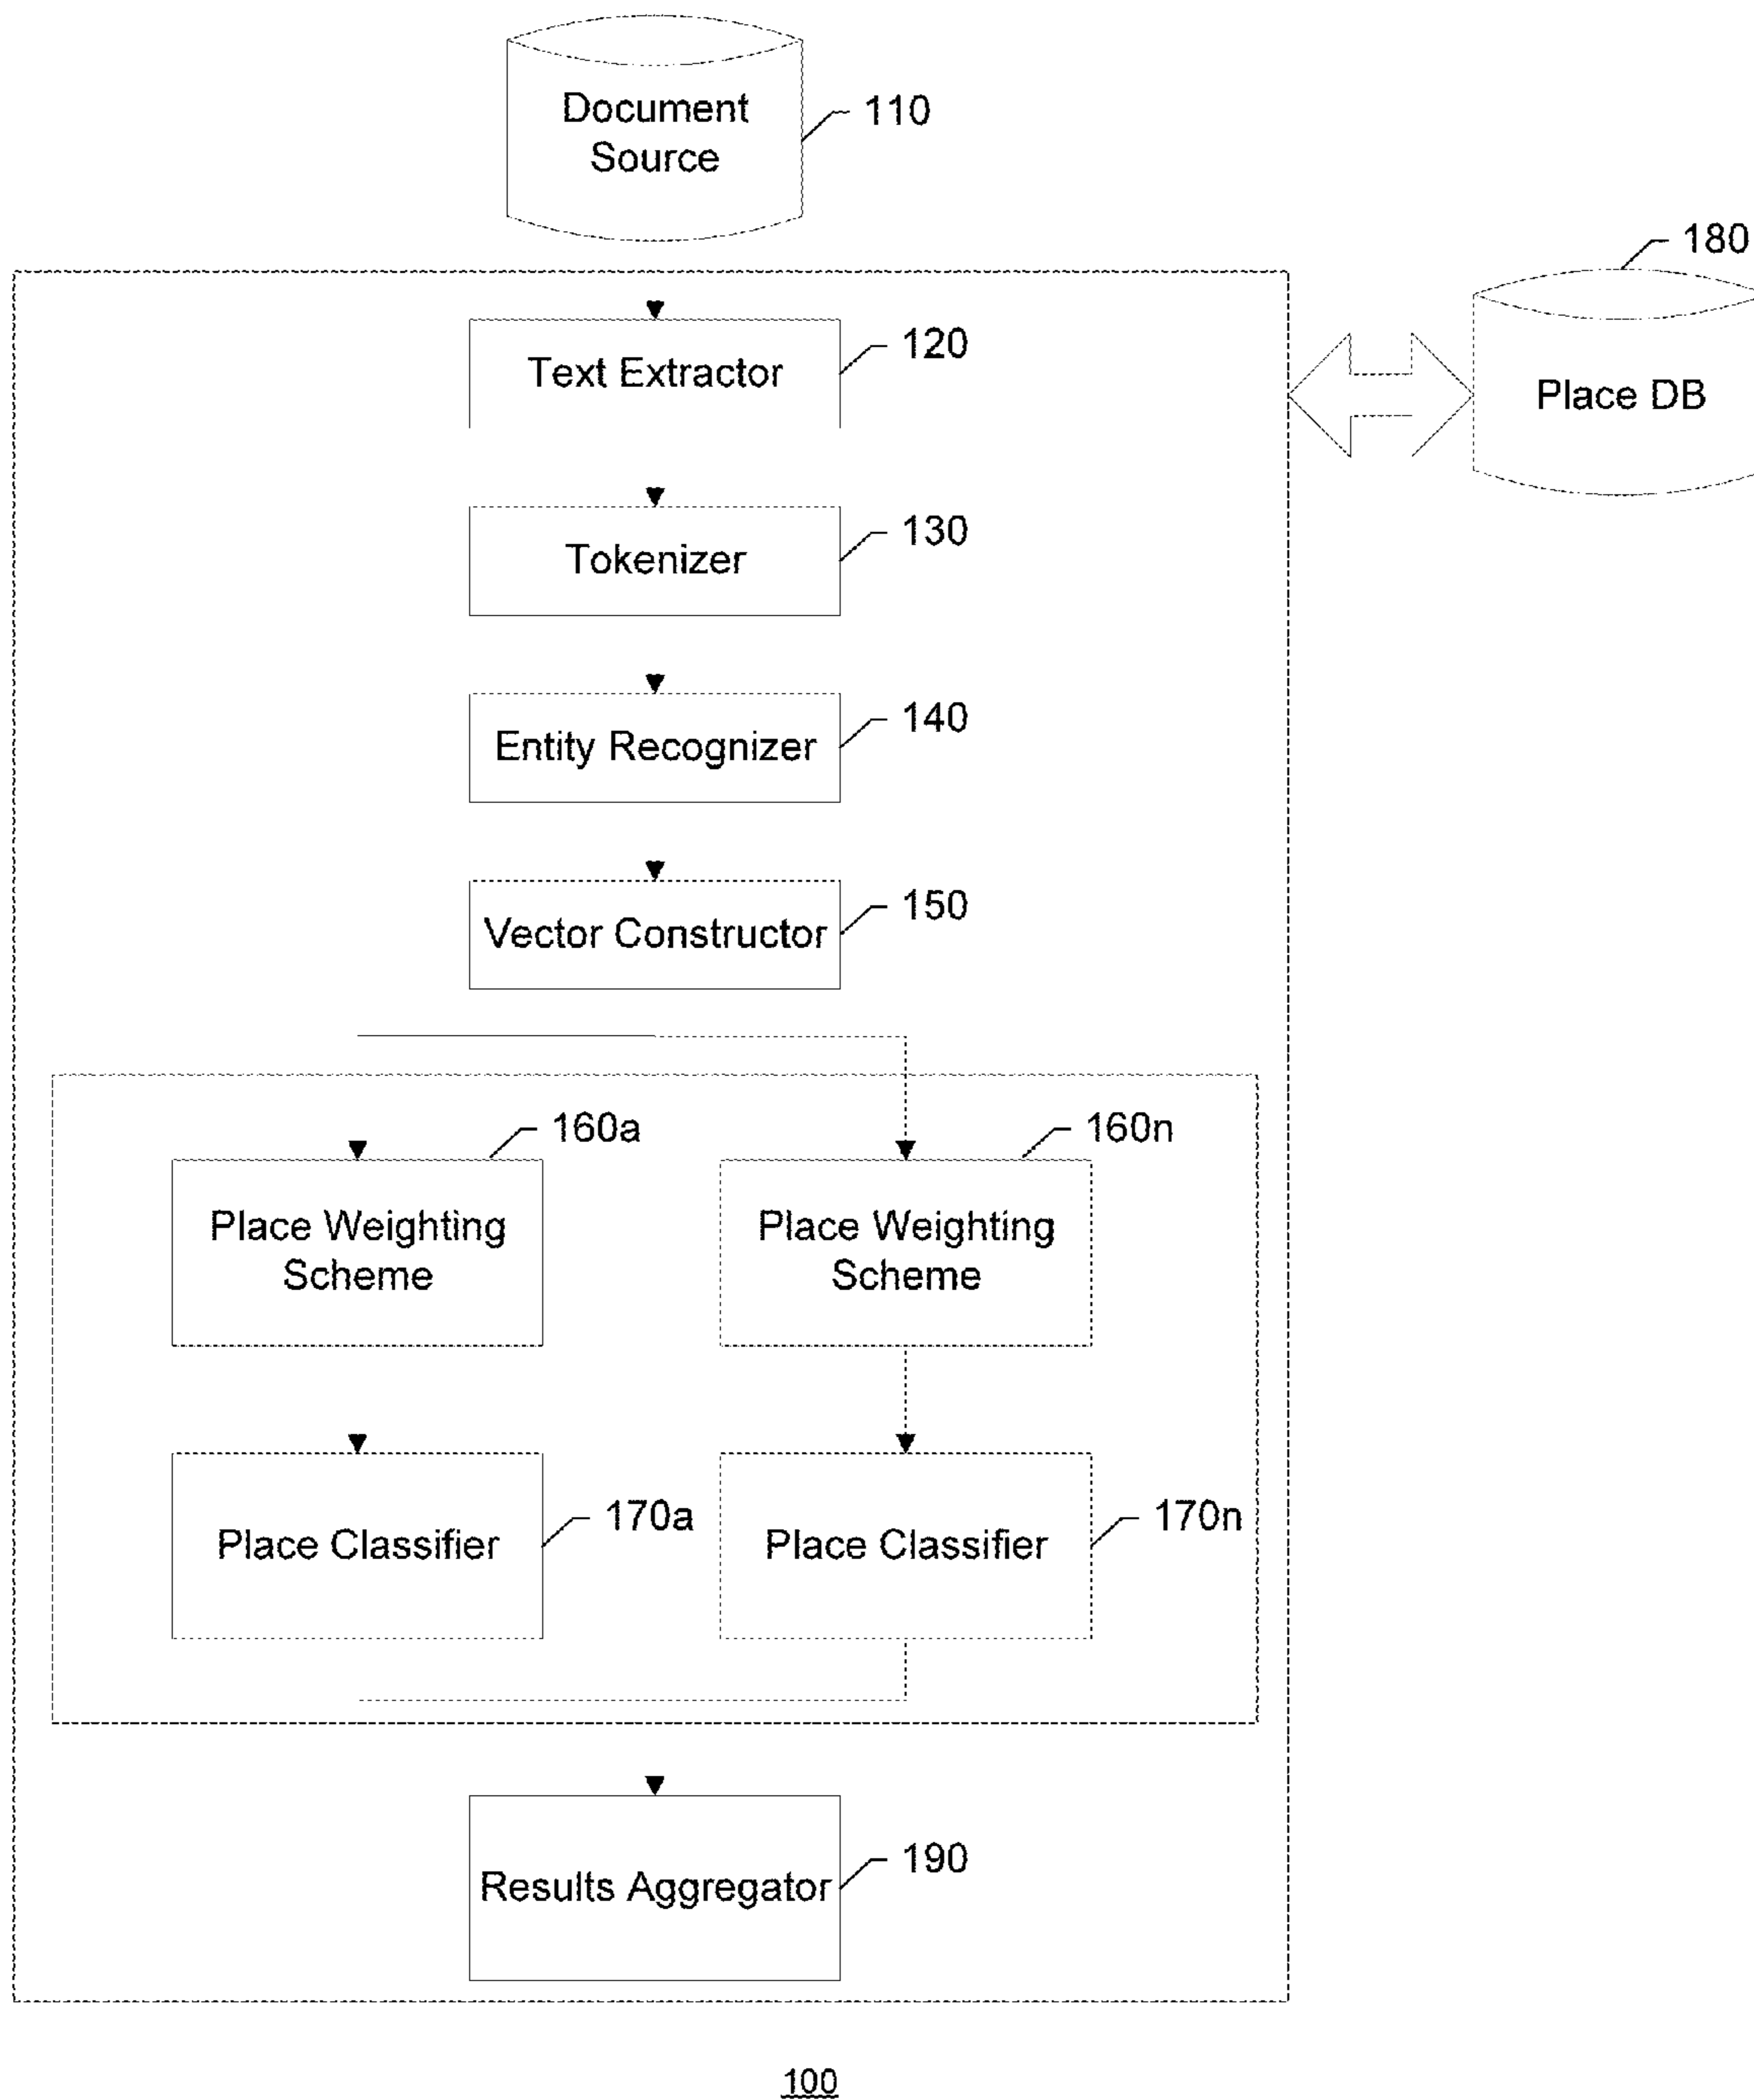 Document
Source
110
180
Place DB
120
Text Extractor
130
Tokenizer
140
Entity Recognizer
150
Vector Constructor
160a
160n
Place Weighting
Scheme
Place Weighting
Scheme
170a
170n
Place Classifier
Place Classifier
190
Results Aggregator
100